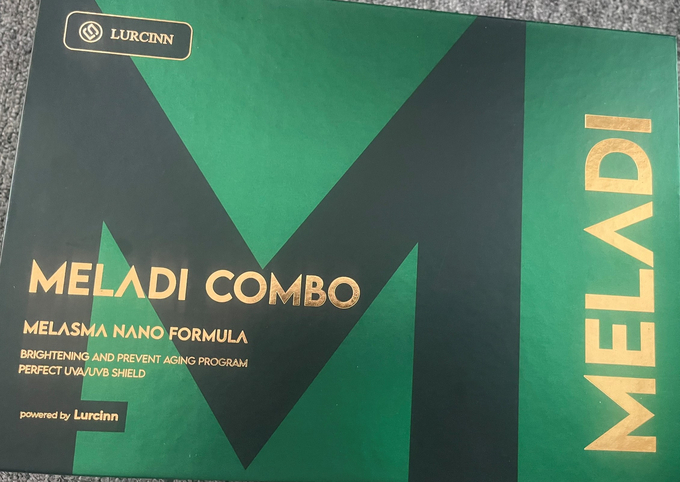 LURCINN
MELADI COMBO
MELASMA NANO FORMULA
BRIGHTENING AND PREVENT AGING PROGRAM
PERFECT UVA/UVB SHIELD
powered by Lurcinn
MELADI